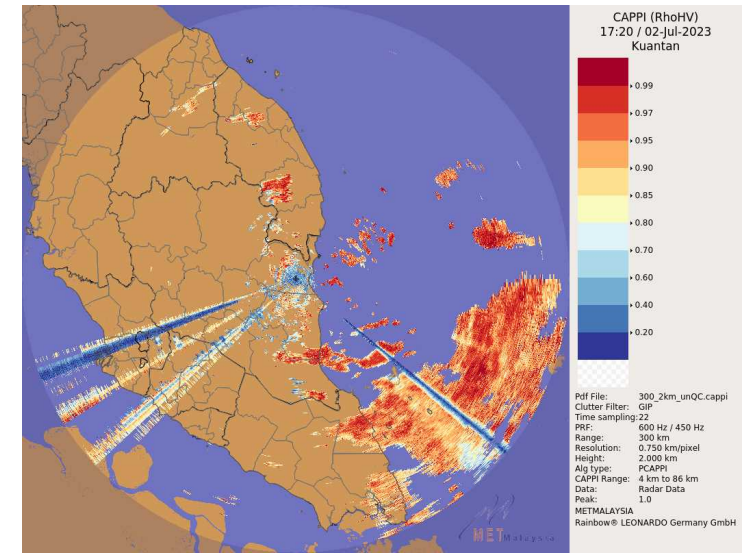 CAPPI (RhoHV)
17:20 / 02-Jul-2023
Kuantan
0.99
0.97
0.95
0.90
0.85
0.80
0.70
0.60
0.40
0.20
Pdf File: 300_2km_unQC.cappi
Clutter Filter: GIP
Time sampling:22
PRF: 600 Hz / 450 Hz
Range: 300 km
Resolution: 0.750 km/pixel
Height: 2.000 km
Alg type: PCAPPI
CAPPI Range: 4 km to 86 km
Data: Radar Data
Peak: 1.0
METMALAYSIA
Rainbow® LEONARDO Germany GmbH
METMalaysia